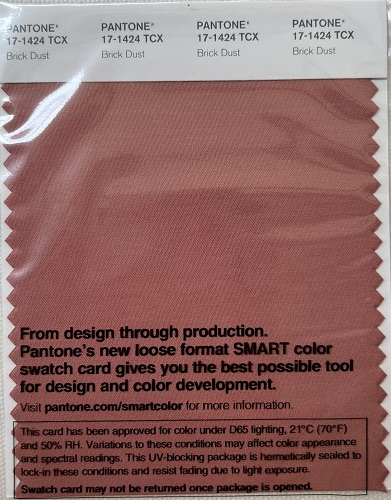 PANTONE® PANTONE® PANTONE® PANTONE®
17-1424 TCX 17-1424 TCX 17-1424 TCX 17-1424 TCX
Brick Dust Brick Dust Brick Dust Brick Dust
From design through production.
Pantone's new loose format SMART color
swatch card gives you the best possible tool
for design and color development.
Visit pantone.com/smartcolor for more information.
This card has been approved for color under D65 lighting, 21°C (70°F)
and 50% RH. Variations to these conditions may affect color appearance
and spectral readings. This UV-blocking package is hermetically sealed to
lock-in these conditions and resist fading due to light exposure.
Swatch card may not be returned once package is opened.